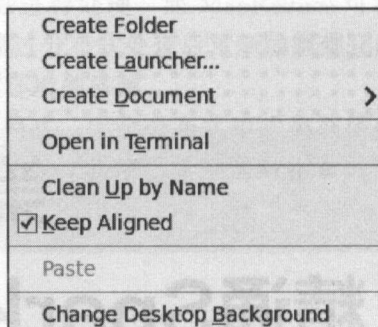 Create Folder
Create Launcher...
Create Document
Open in Terminal
Clean Up by Name
Keep Aligned
Paste
Change Desktop Background